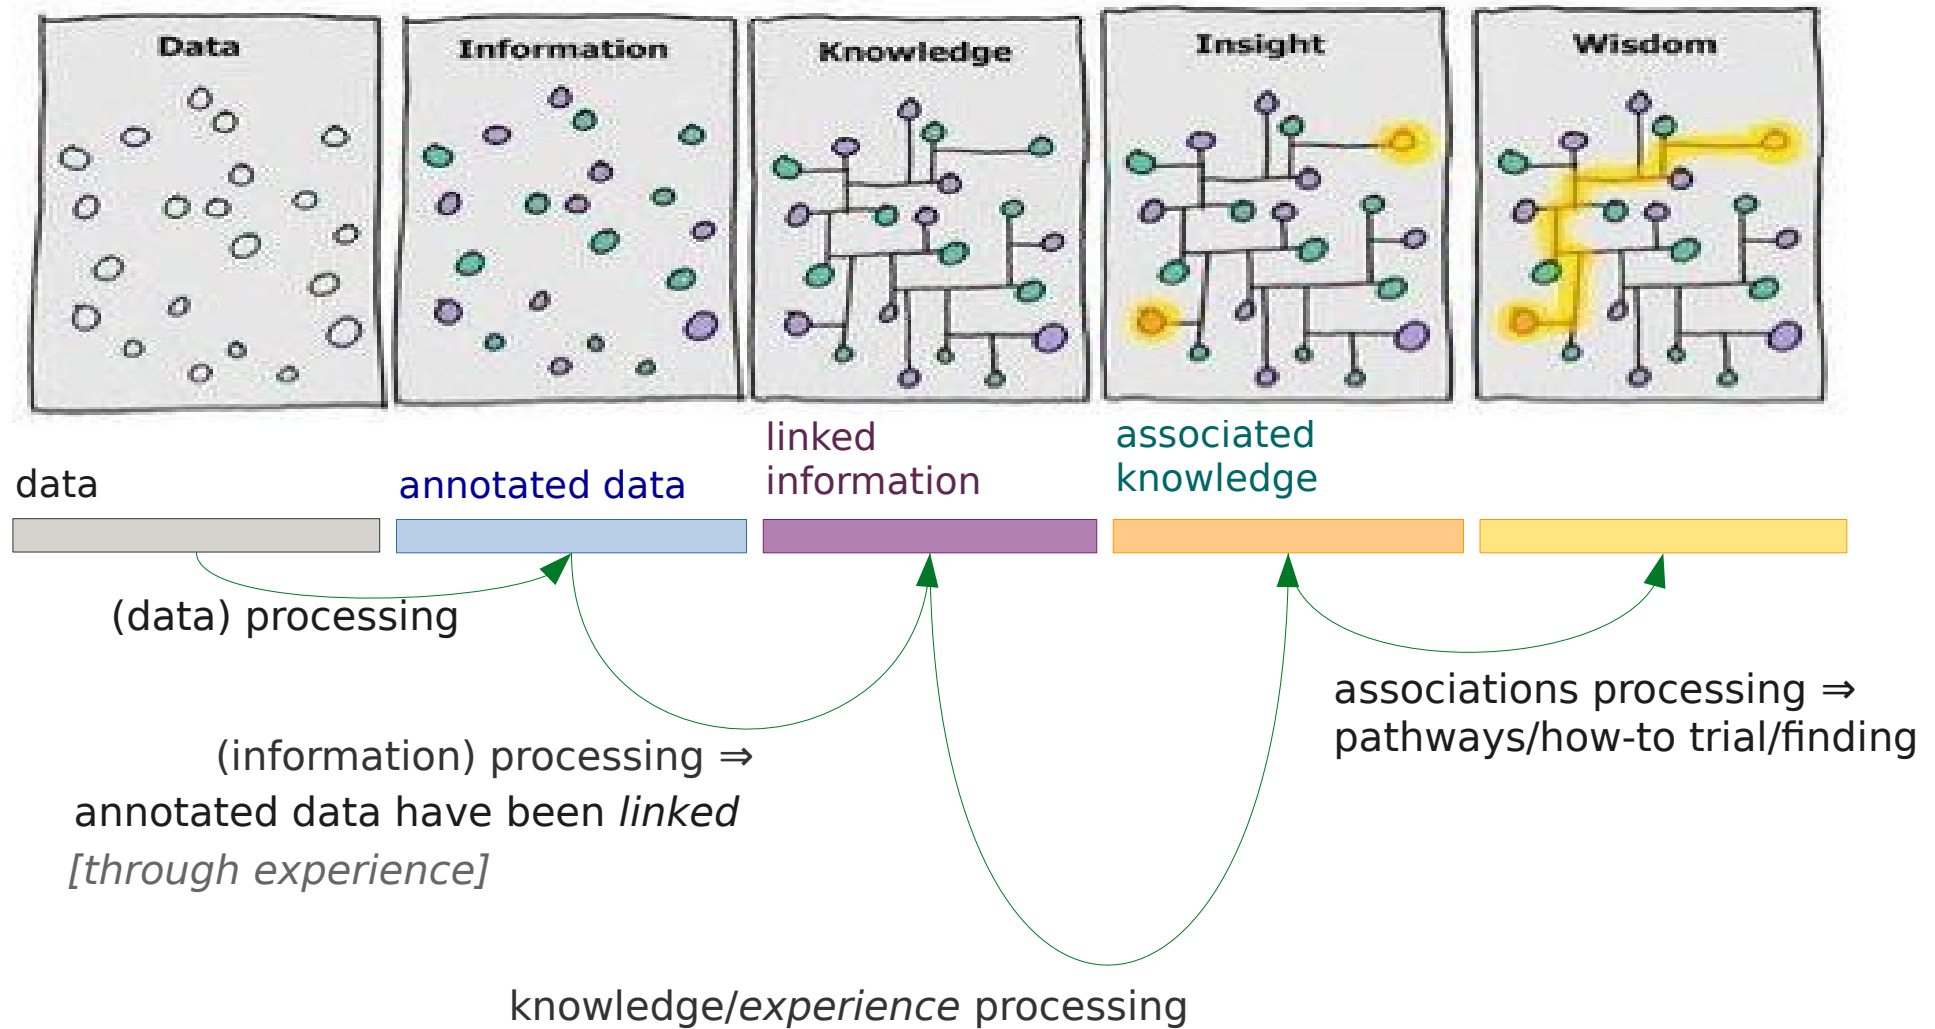 Data
Information
Knowledge
Insight
Wisdom
data
annotated data
linked
information
associated
knowledge
(data) processing
(information) processing ⇒
annotated data have been linked
[through experience]
associations processing ⇒
pathways/how-to trial/finding
knowledge/experience processing